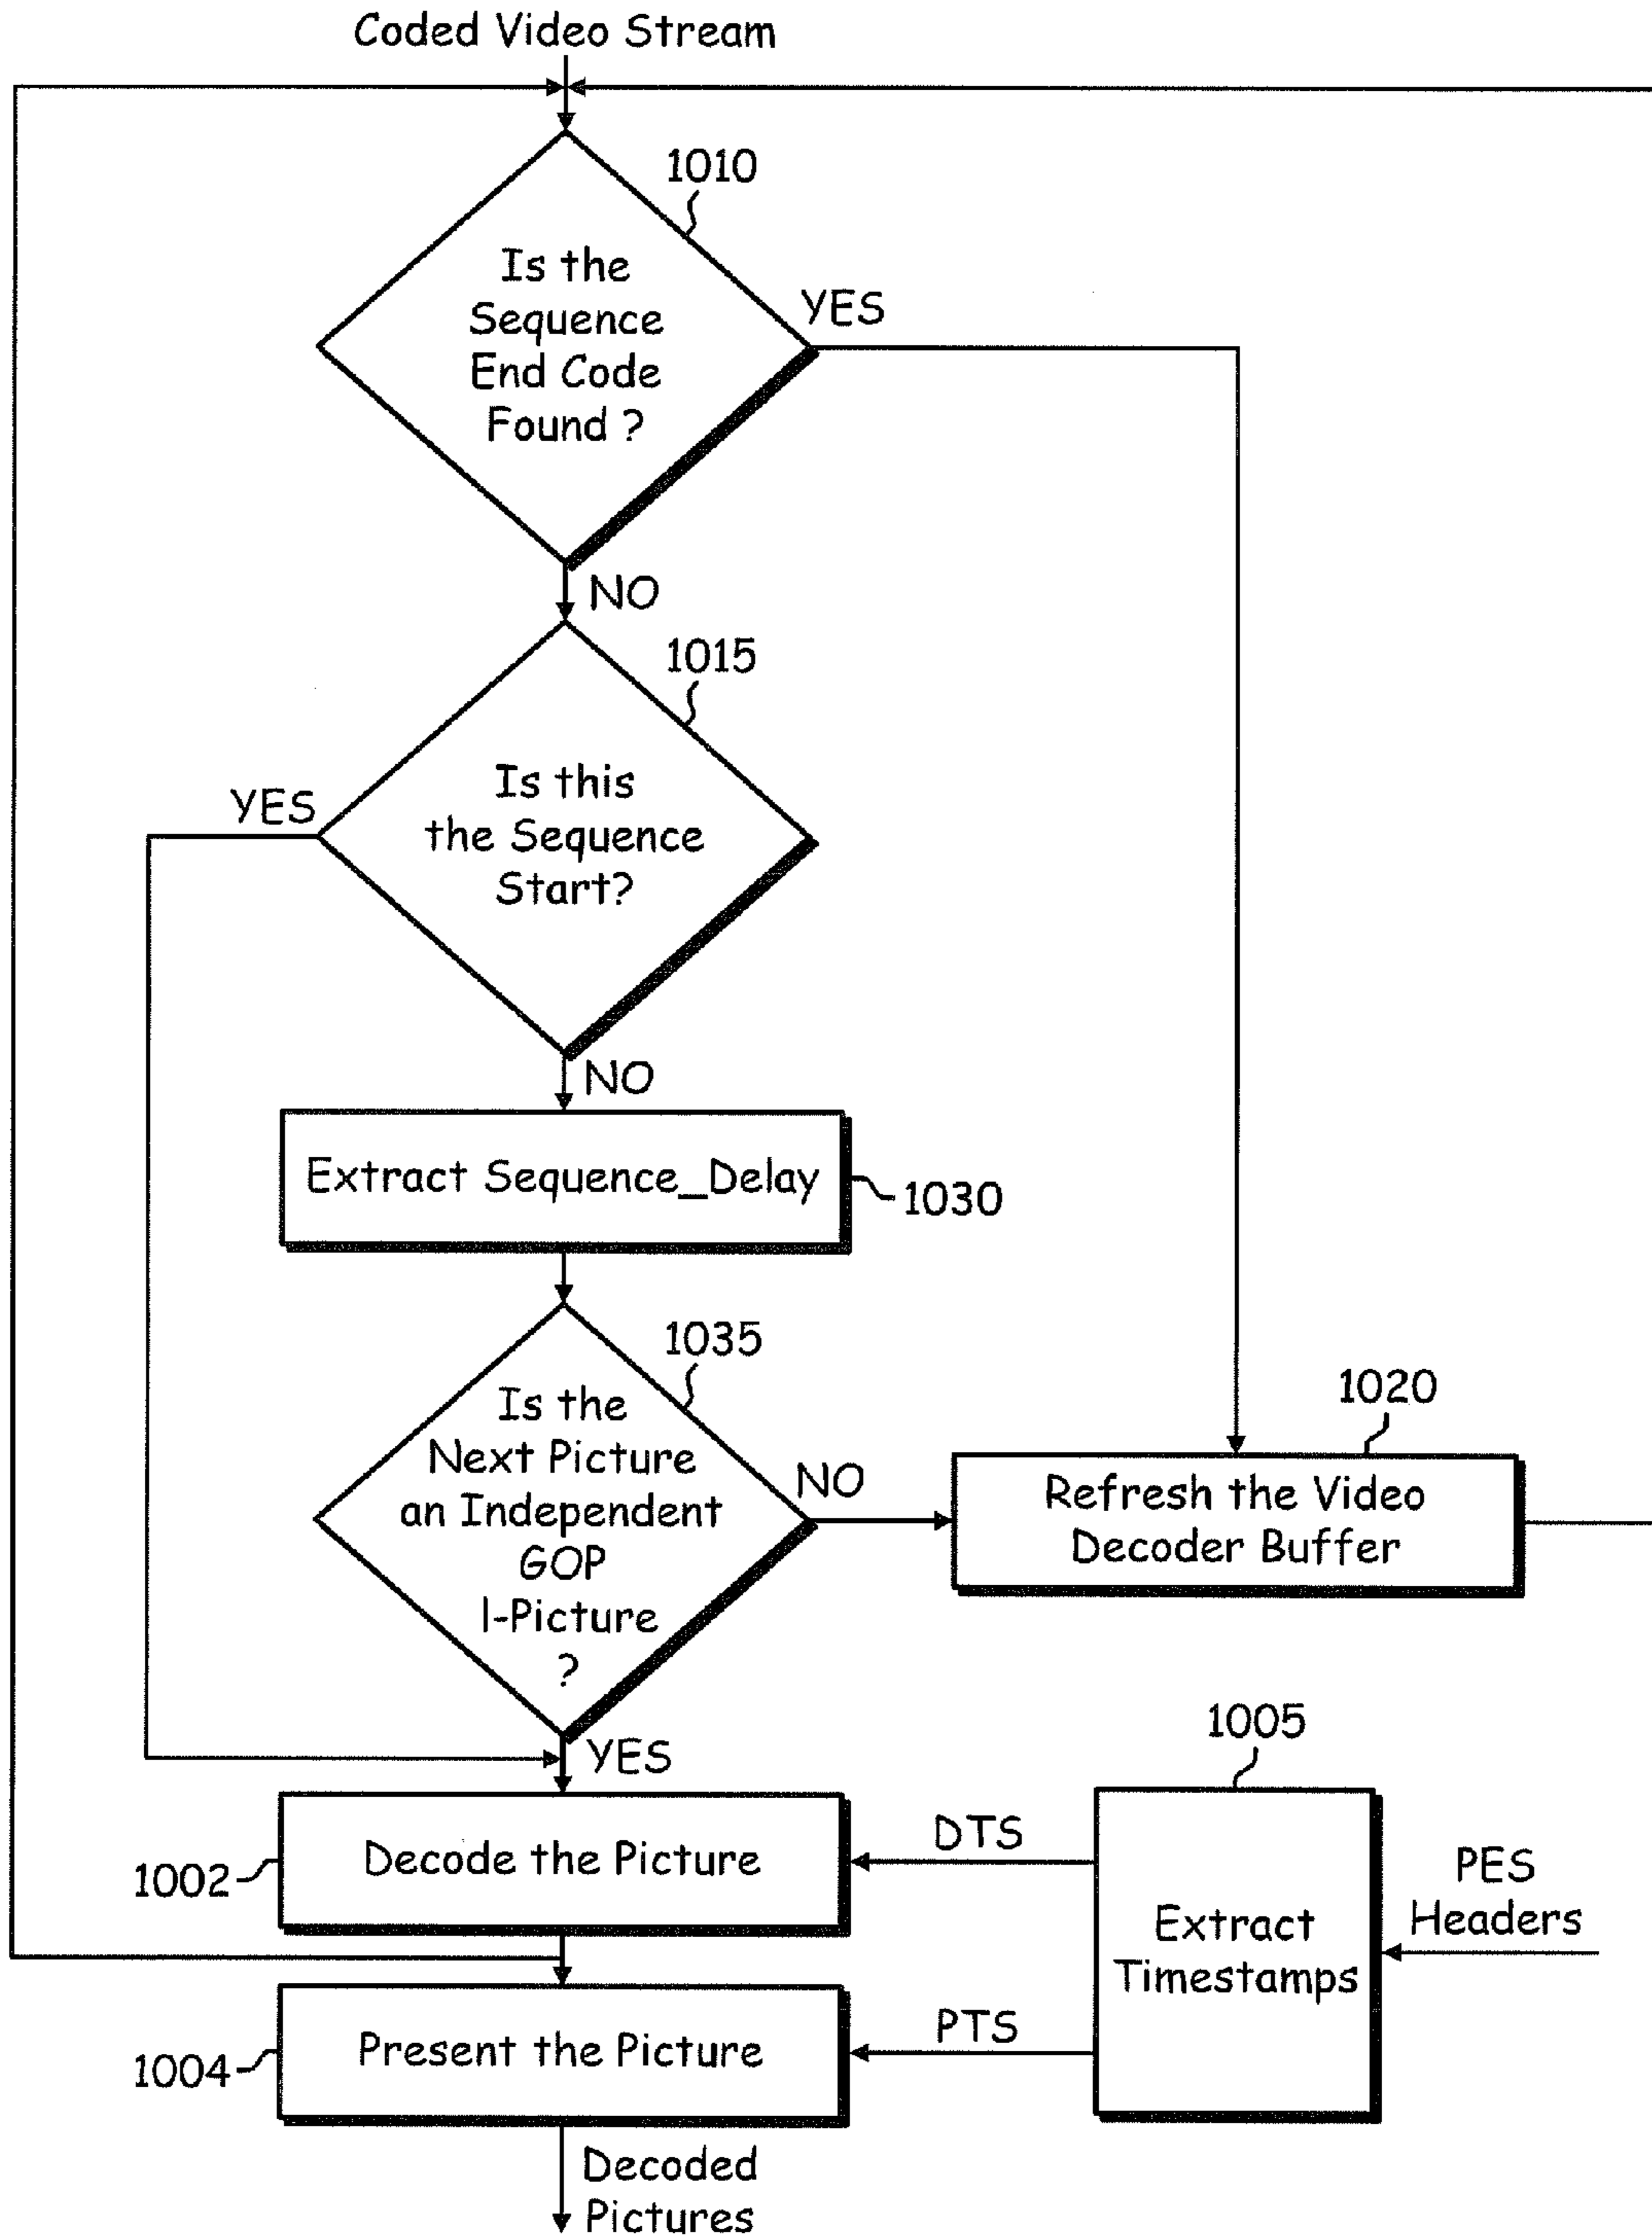 Coded Video Stream
1010
Is the
Sequence
End Code
Found ?
YES
NO
1015
Is this
the Sequence
Start?
YES
NO
Extract Sequence_Delay
1030
1035
Is the
Next Picture
an Independent
GOP
I-Picture
?
NO
YES
1020
Refresh the Video
Decoder Buffer
1005
Extract
Timestamps
PES
Headers
DTS
PTS
Decode the Picture
1002
Present the Picture
1004
Decoded
Pictures